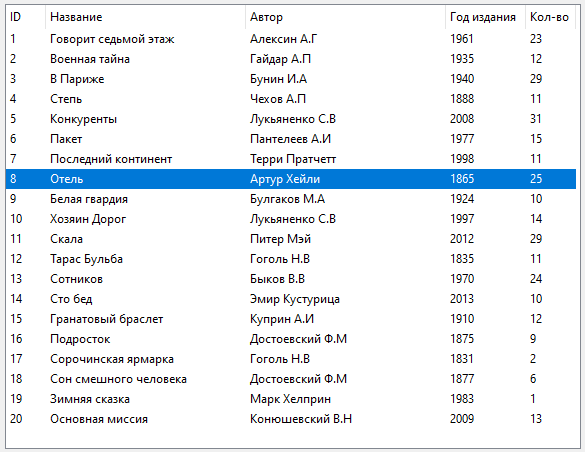 ID Название Автор Год издания Кол-во
1 Говорит седьмой этаж Алексин А.Г 1961 23
2 Военная тайна Гайдар А.П 1935 12
3 В Париже Бунин И.А 1940 29
4 Степь Чехов А.П 1888 11
5 Конкуренты Лукьяненко С.В 2008 31
6 Пакет Пантелеев А.И 1977 15
7 Последний континент Терри Пратчетт 1998 11
8 Отель Артур Хейли 1865 25
9 Белая гвардия Булгаков М.А 1924 10
10 Хозяин Дорог Лукьяненко С.В 1997 14
11 Скала Питер Мэй 2012 29
12 Тарас Бульба Гоголь Н.В 1835 11
13 Сотников Быков В.В 1970 24
14 Сто бед Эмир Кустурица 2013 10
15 Гранатовый браслет Куприн А.И 1910 12
16 Подросток Достоевский Ф.М 1875 9
17 Сорочинская ярмарка Гоголь Н.В 1831 2
18 Сон смешного человека Достоевский Ф.М 1877 6
19 Зимняя сказка Марк Хелприн 1983 1
20 Основная миссия Конюшевский В.Н 2009 13